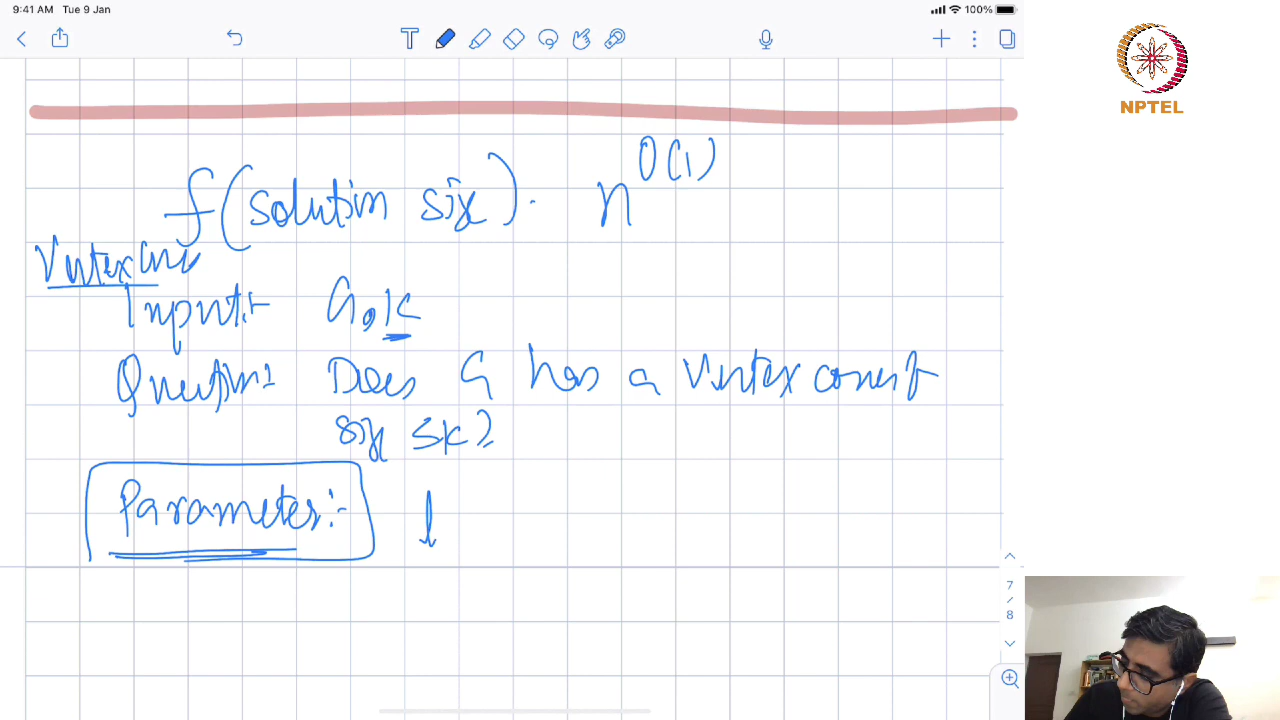 9:41 AM Tue 9 Jan
100%
NPTEL
f(solution size). n^O(1)
Vertex Cover
Input:- G, k
Question: Does G has a Vertex cover of
size ≤k?
Parameter:-
7
/
8